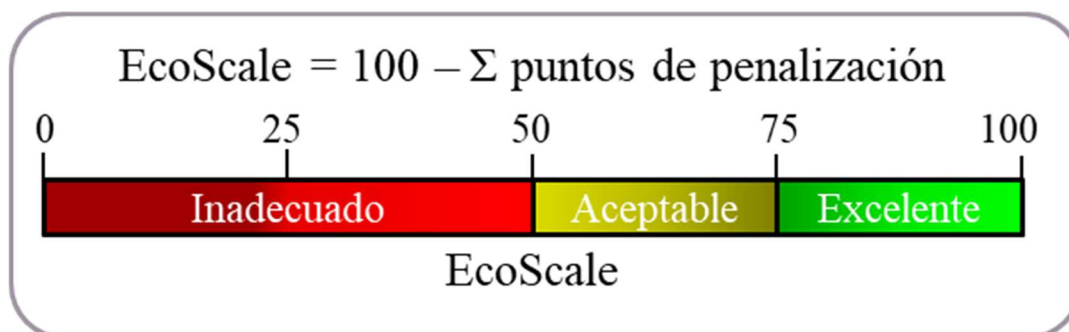 EcoScale = 100 – Σ puntos de penalización
0 25 50 75 100
Inadecuado Aceptable Excelente
EcoScale